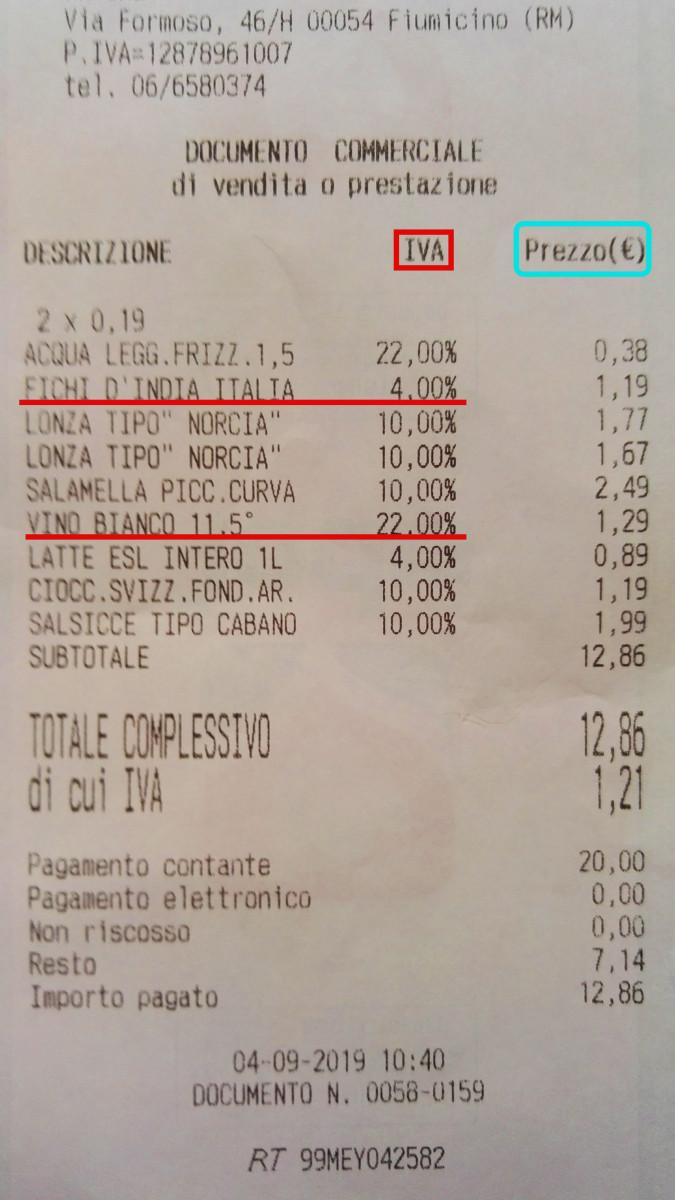 Via Formoso, 46/H 00054 Fiumicino (RM)
P.IVA=12878961007
tel. 06/6580374
DOCUMENTO COMMERCIALE
di vendita o prestazione
DESCRIZIONE IVA Prezzo(€)
2 x 0,19
ACQUA LEGG.FRIZZ.1,5 22,00% 0,38
FICHI D'INDIA ITALIA 4,00% 1,19
LONZA TIPO" NORCIA" 10,00% 1,77
LONZA TIPO" NORCIA" 10,00% 1,67
SALAMELLA PICC.CURVA 10,00% 2,49
VINO BIANCO 11.5° 22,00% 1,29
LATTE ESL INTERO 1L 4,00% 0,89
CIOCC.SVIZZ.FOND.AR. 10,00% 1,19
SALSICCE TIPO CABANO 10,00% 1,99
SUBTOTALE 12,86
TOTALE COMPLESSIVO 12,86
di cui IVA 1,21
Pagamento contante 20,00
Pagamento elettronico 0,00
Non riscosso 0,00
Resto 7,14
Importo pagato 12,86
04-09-2019 10:40
DOCUMENTO N. 0058-0159
RT 99MEY042582